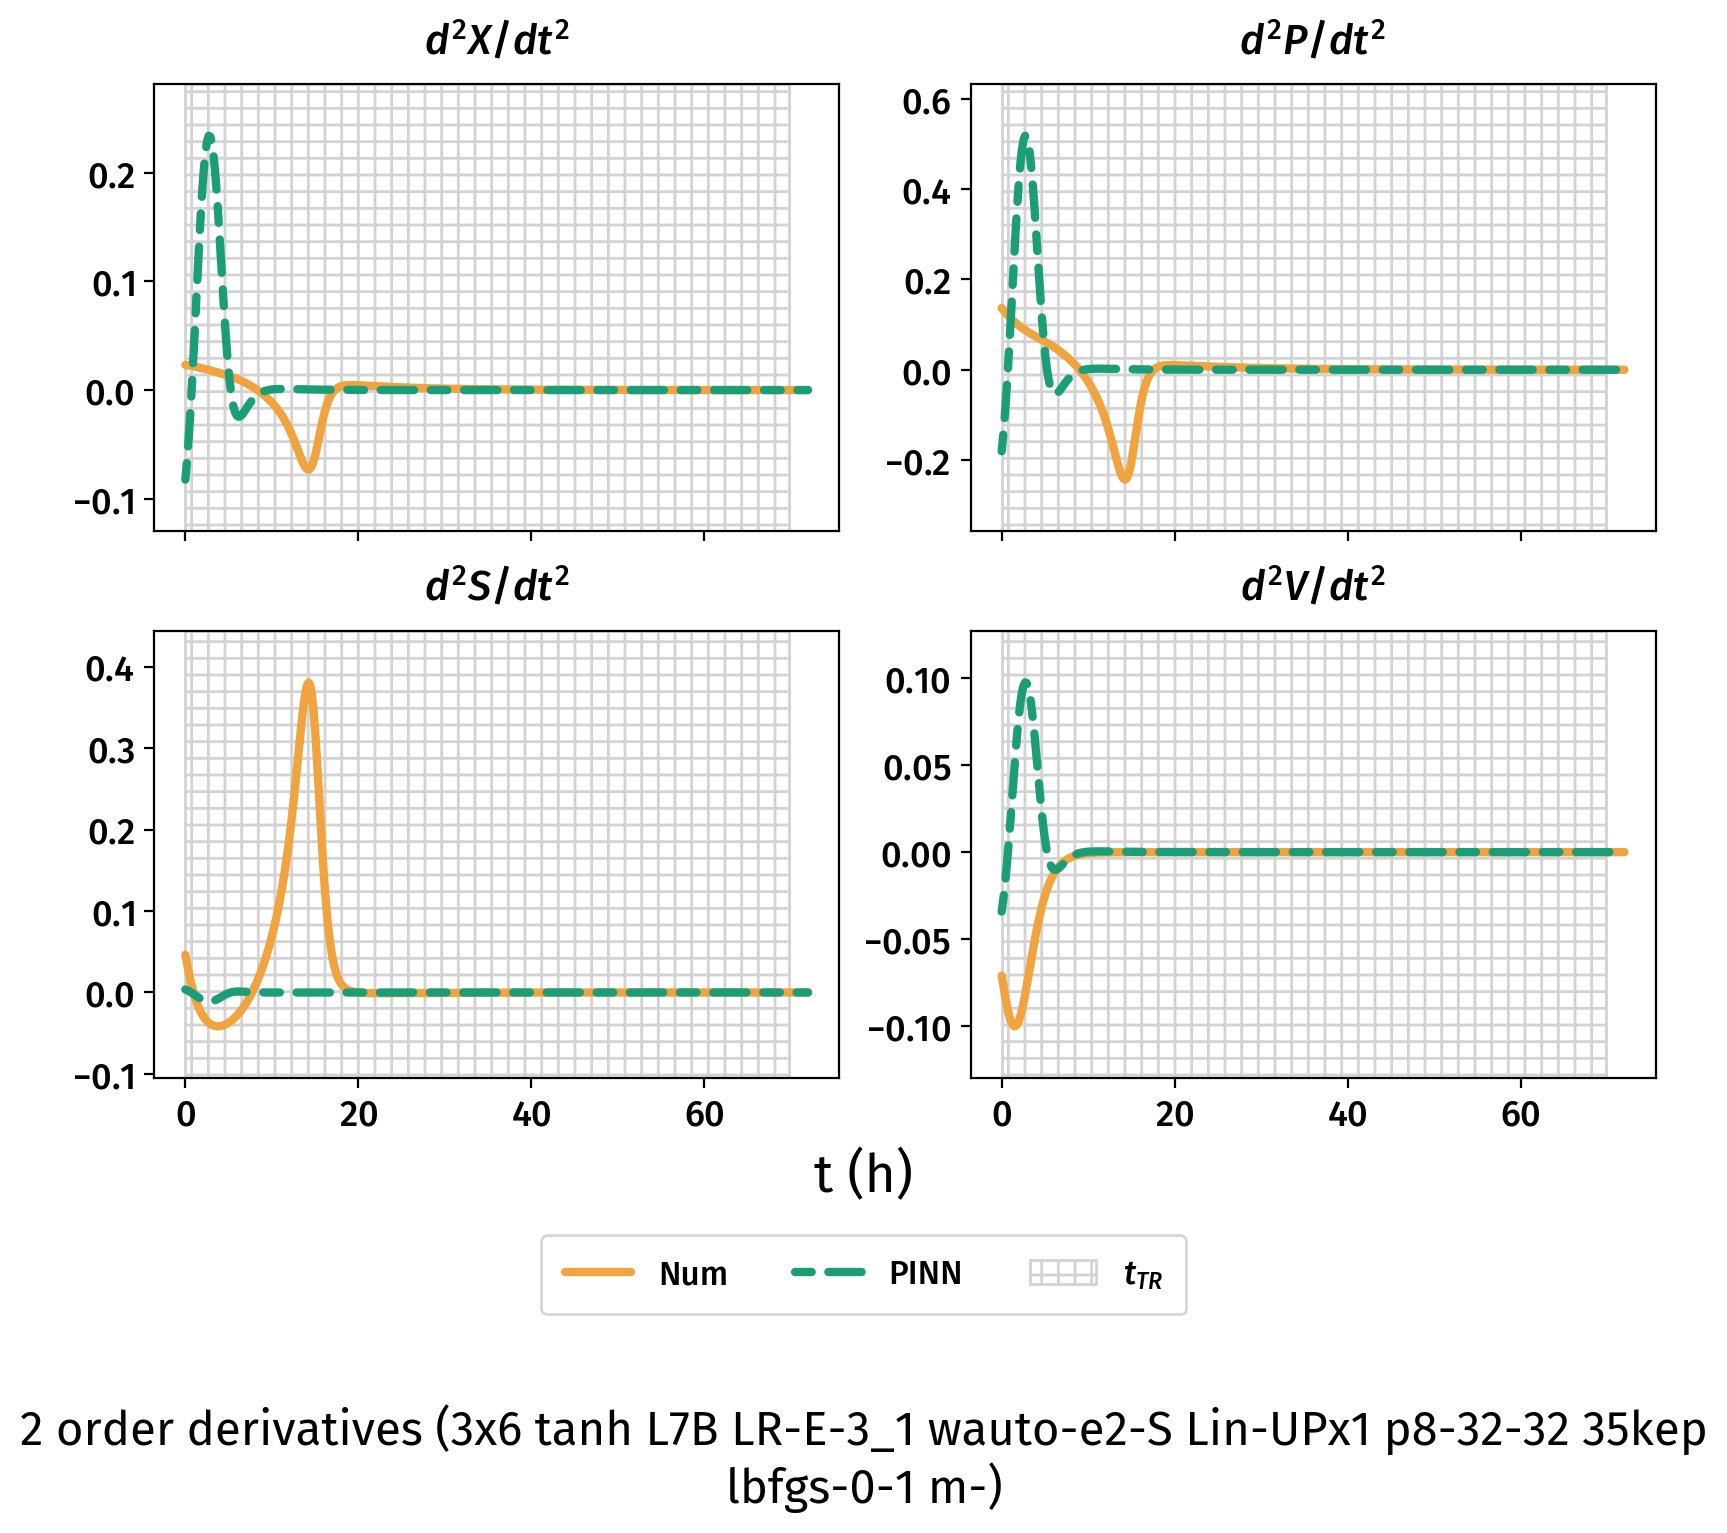 d²X/dt²
d²P/dt²
0.2
0.1
0.0
−0.1
0.6
0.4
0.2
0.0
−0.2
d²S/dt²
d²V/dt²
0.4
0.3
0.2
0.1
0.0
−0.1
0.10
0.05
0.00
−0.05
−0.10
0 20 40 60
0 20 40 60
t (h)
Num PINN t_TR
2 order derivatives (3x6 tanh L7B LR-E-3_1 wauto-e2-S Lin-UPx1 p8-32-32 35kep
lbfgs-0-1 m-)